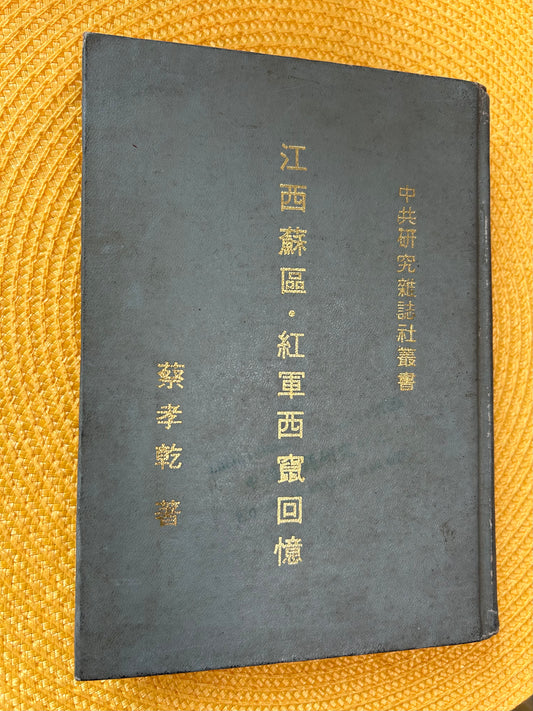 中共研究雜誌社叢書
江西蘇區·紅軍西竄回憶
蔡孝乾 著